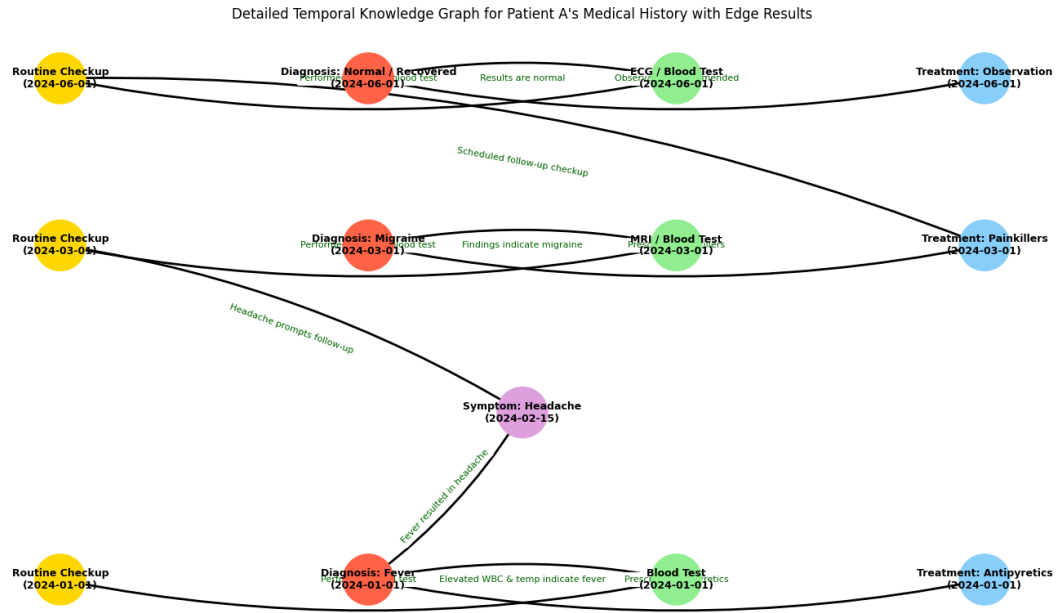 Detailed Temporal Knowledge Graph for Patient A's Medical History with Edge Results
Routine Checkup
(2024-06-01)
Diagnosis: Normal / Recovered
(2024-06-01)
blood test
Results are normal
ECG / Blood Test
(2024-06-01)
Treatment: Observation
(2024-06-01)
Scheduled follow-up checkup
Routine Checkup
(2024-03-01)
Diagnosis: Migraine
(2024-03-01)
blood test
Findings indicate migraine
MRI / Blood Test
(2024-03-01)
Treatment: Painkillers
(2024-03-01)
Headache prompts follow-up
Symptom: Headache
(2024-02-15)
Fever resulted in headache
Routine Checkup
(2024-01-01)
Diagnosis: Fever
(2024-01-01)
test
Elevated WBC & temp indicate fever
Blood Test
(2024-01-01)
Treatment: Antipyretics
(2024-01-01)